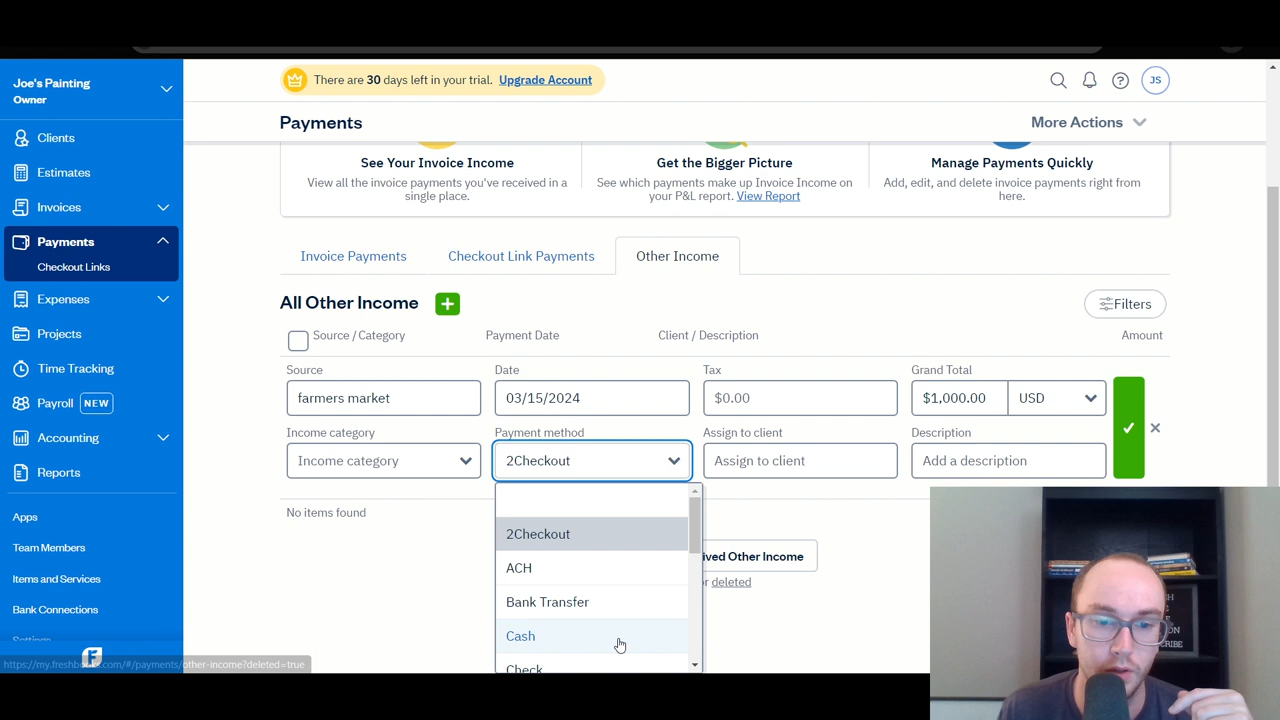 Joe's Painting
Owner
There are 30 days left in your trial. Upgrade Account
JS
Payments
More Actions
Clients
Estimates
Invoices
Payments
Checkout Links
Expenses
Projects
Time Tracking
Payroll NEW
Accounting
Reports
Apps
Team Members
Items and Services
Bank Connections
Settings
https://my.freshbooks.com/#/payments/other-income?deleted=true
See Your Invoice Income
View all the invoice payments you've received in a
single place.
Get the Bigger Picture
See which payments make up Invoice Income on
your P&L report. View Report
Manage Payments Quickly
Add, edit, and delete invoice payments right from
here.
Invoice Payments
Checkout Link Payments
Other Income
All Other Income
Filters
Source / Category
Payment Date
Client / Description
Amount
Source
Date
Tax
Grand Total
farmers market
03/15/2024
$0.00
$1,000.00
USD
Income category
Payment method
Assign to client
Description
Income category
2Checkout
Assign to client
Add a description
No items found
2Checkout
ACH
Bank Transfer
Cash
Check
Other Income
or deleted